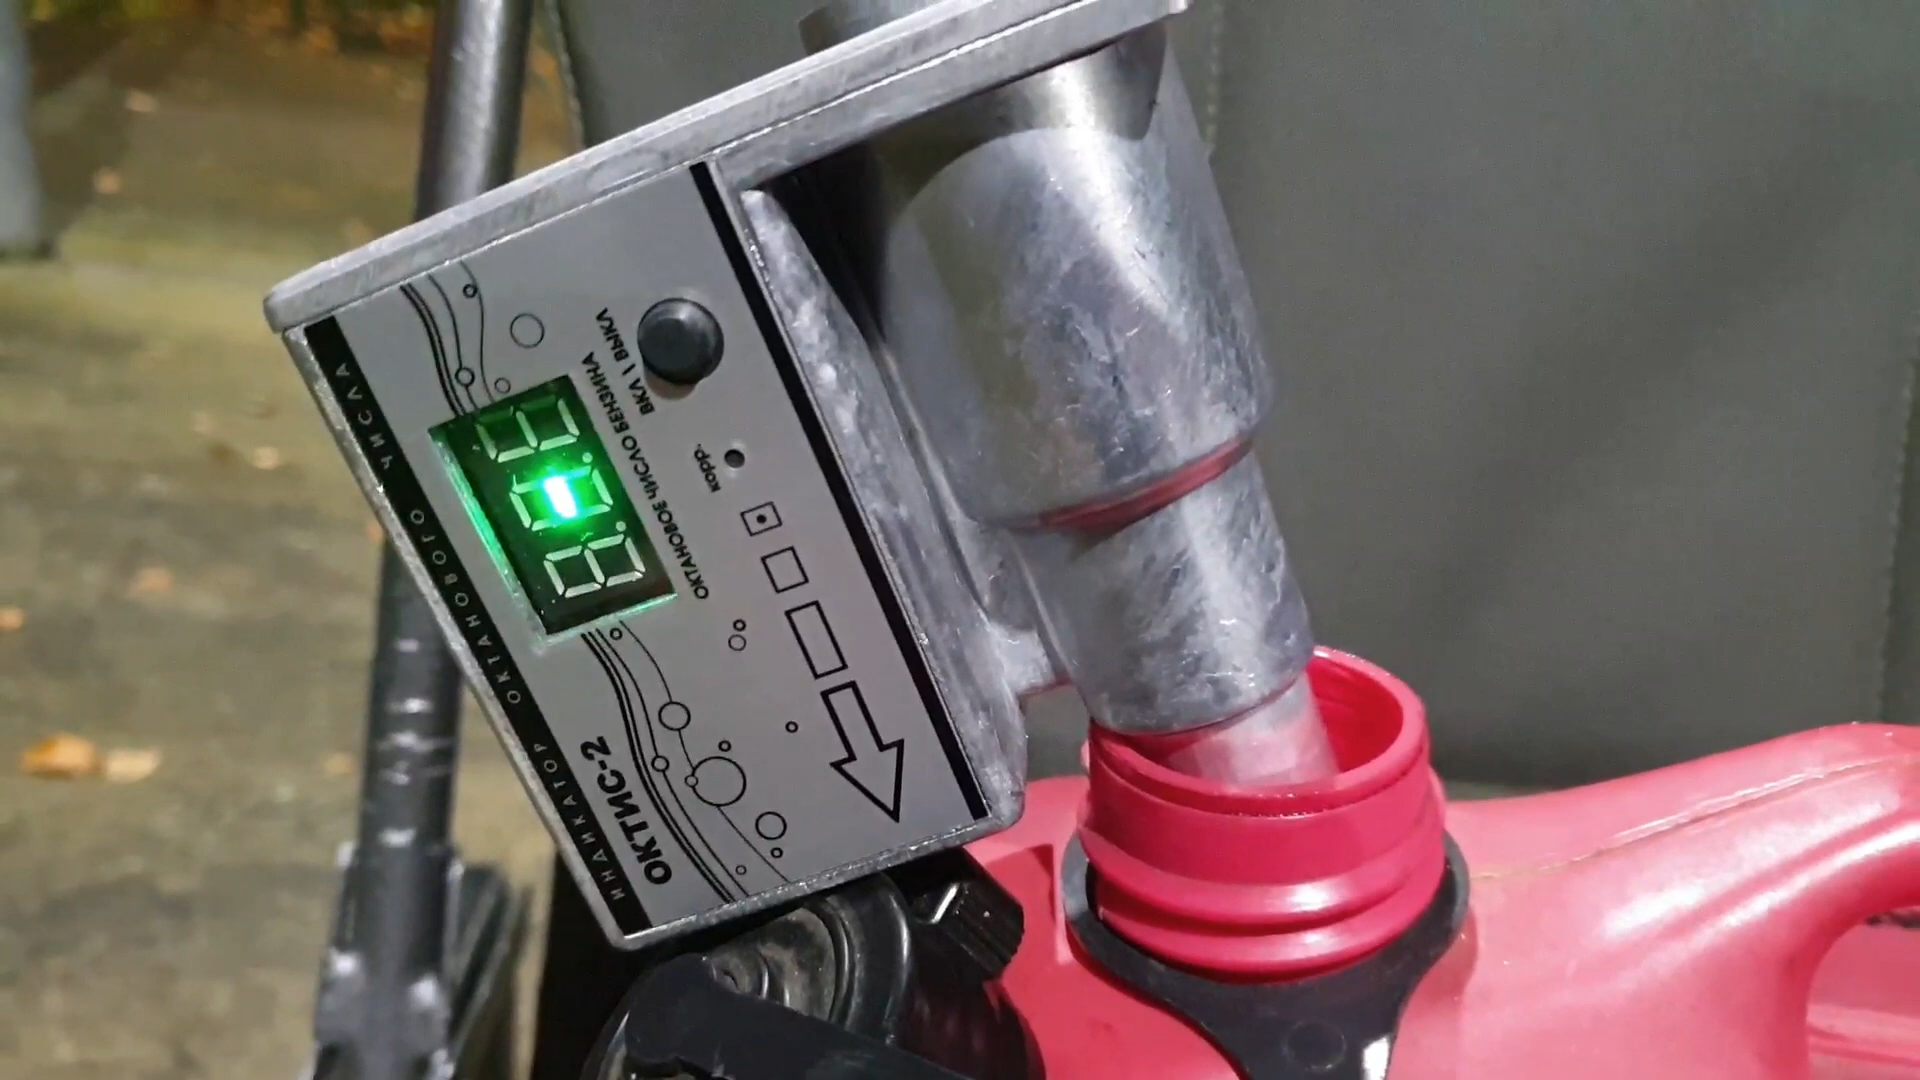 ИНДИКАТОР ОКТАНОВОГО ЧИСЛА
ОКТИС-2
ОКТАНОВОЕ ЧИСЛО БЕНЗИНА
ВКЛ \ ВЫКЛ
КОРР.